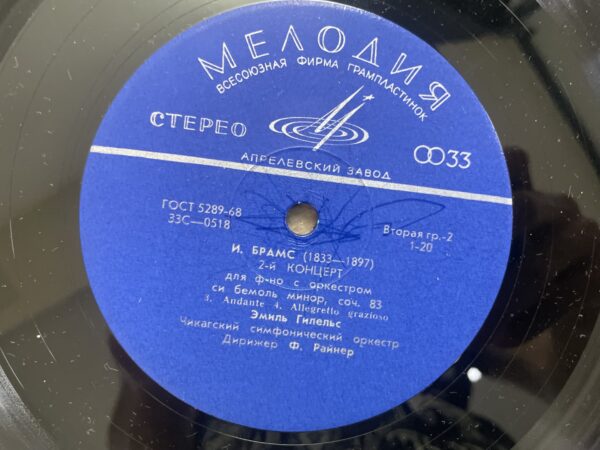 МЕЛОДИЯ
ВСЕСОЮЗНАЯ ФИРМА ГРАМПЛАСТИНОК
СТЕРЕО
33
АПРЕЛЕВСКИЙ ЗАВОД
ГОСТ 5289-68
33С—0518
Вторая гр.-2
1-20
И. БРАМС (1833—1897)
2-й КОНЦЕРТ
для ф-но с оркестром
си бемоль минор, соч. 83
3. Andante 4. Allegretto grazioso
Эмиль Гилельс
Чикагский симфонический оркестр
Дирижер Ф. Райнер